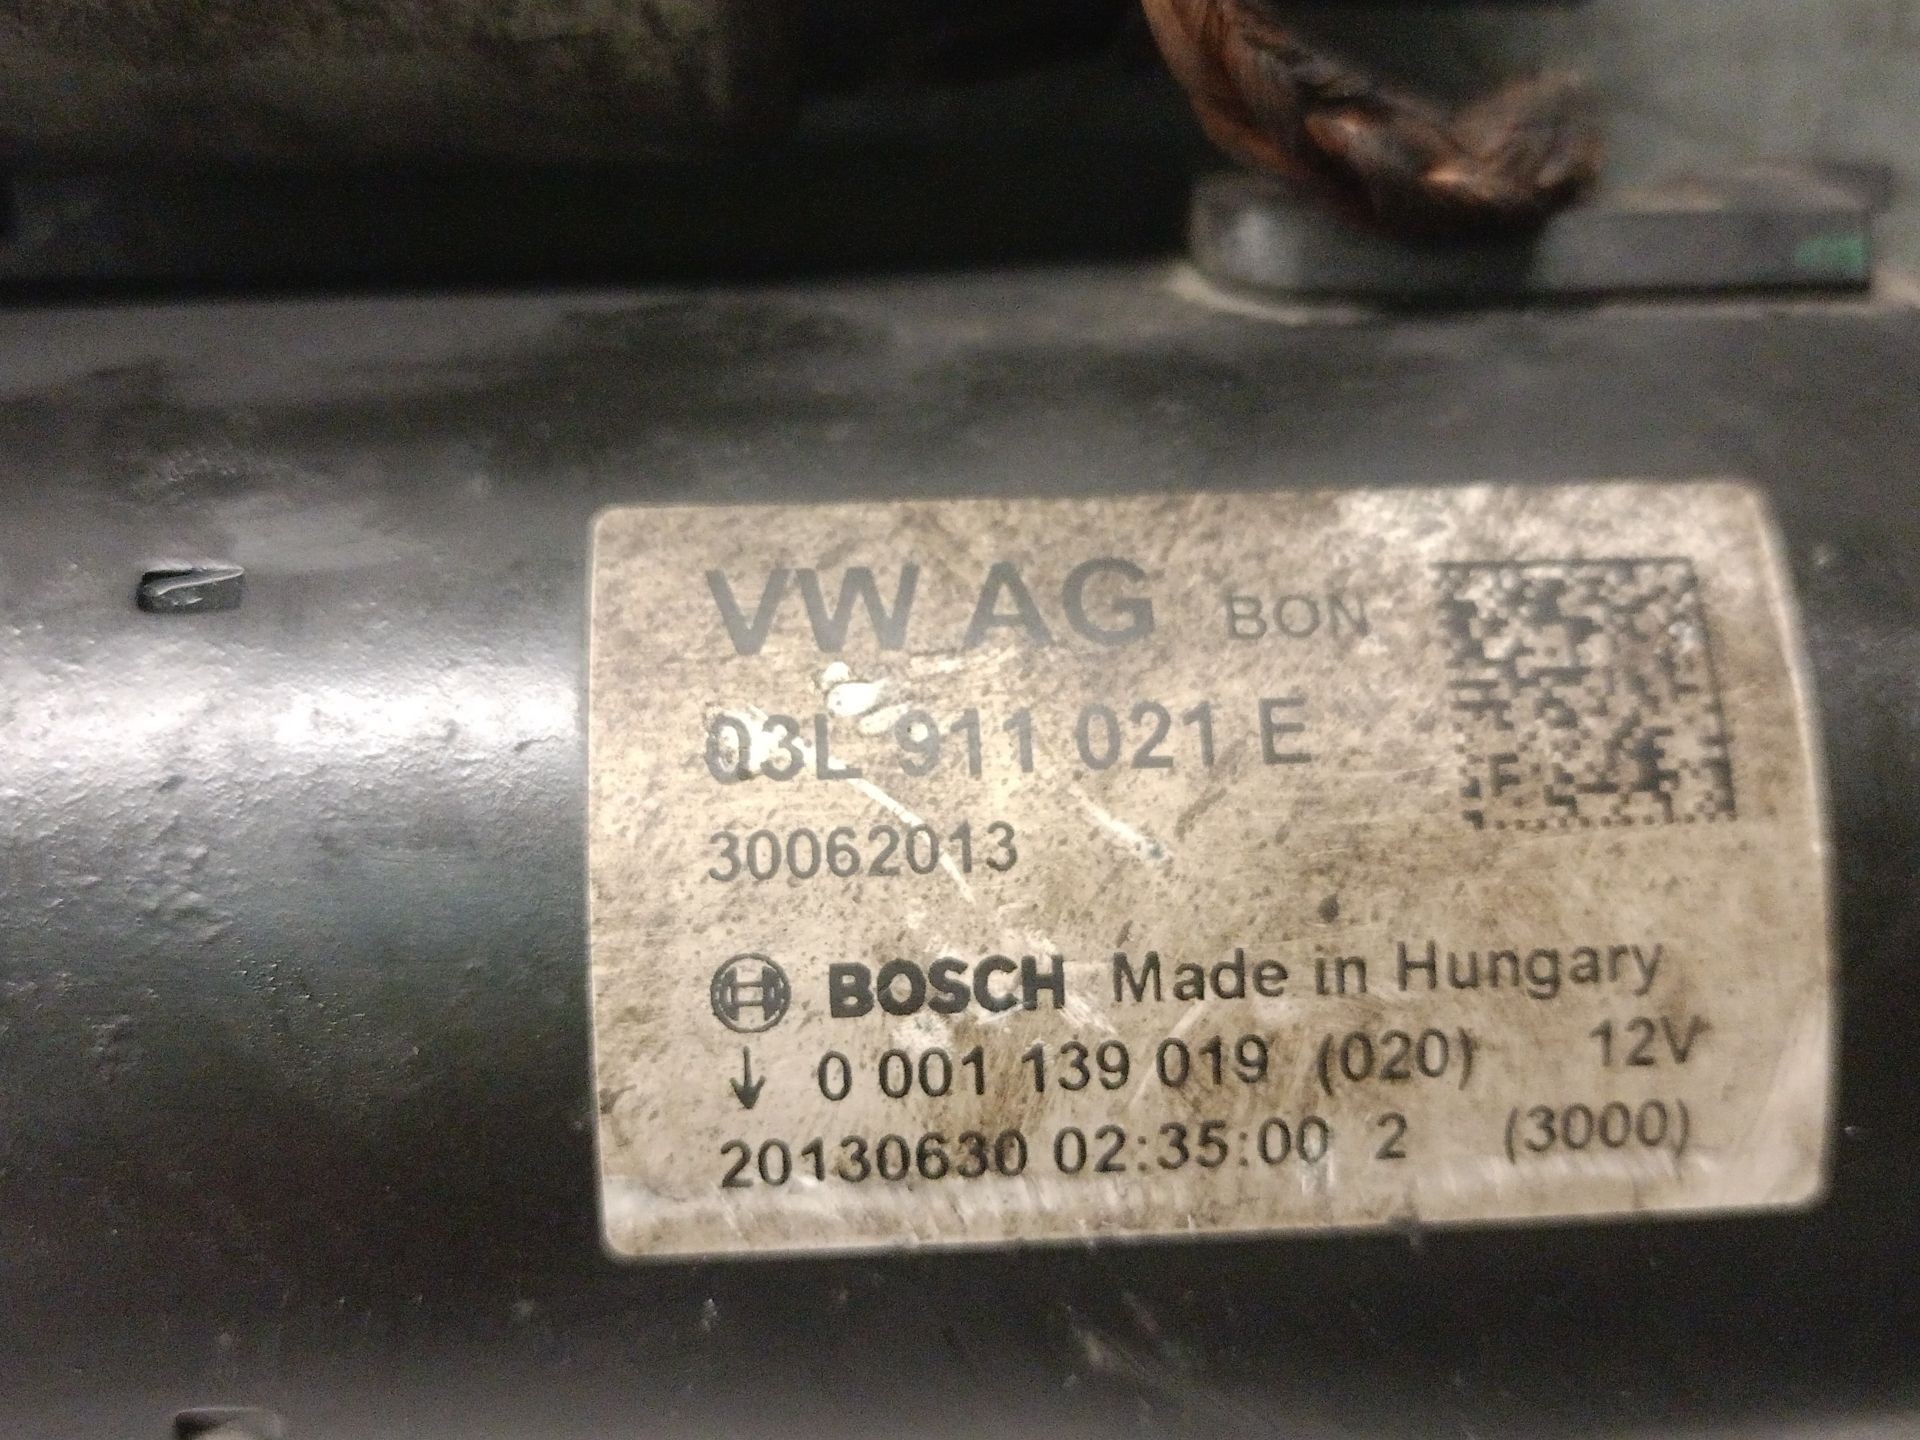 VW AG BON
03L 911 021 E
30062013
BOSCH Made in Hungary
↓ 0 001 139 019 (020) 12V
20130630 02:35:00 2 (3000)